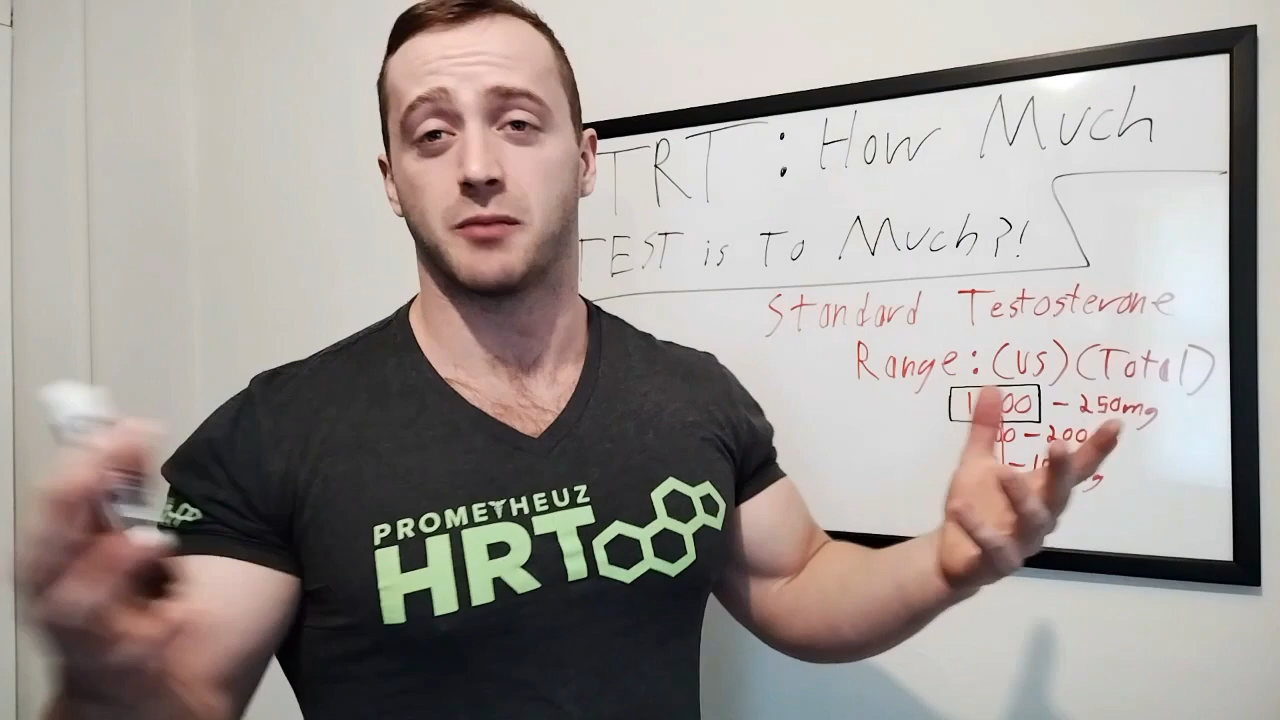 TRT: How Much
TEST is To Much?!
Standard Testosterone
Range: (US) (Total)
- 250mg
PROMETHEUZ
HRT